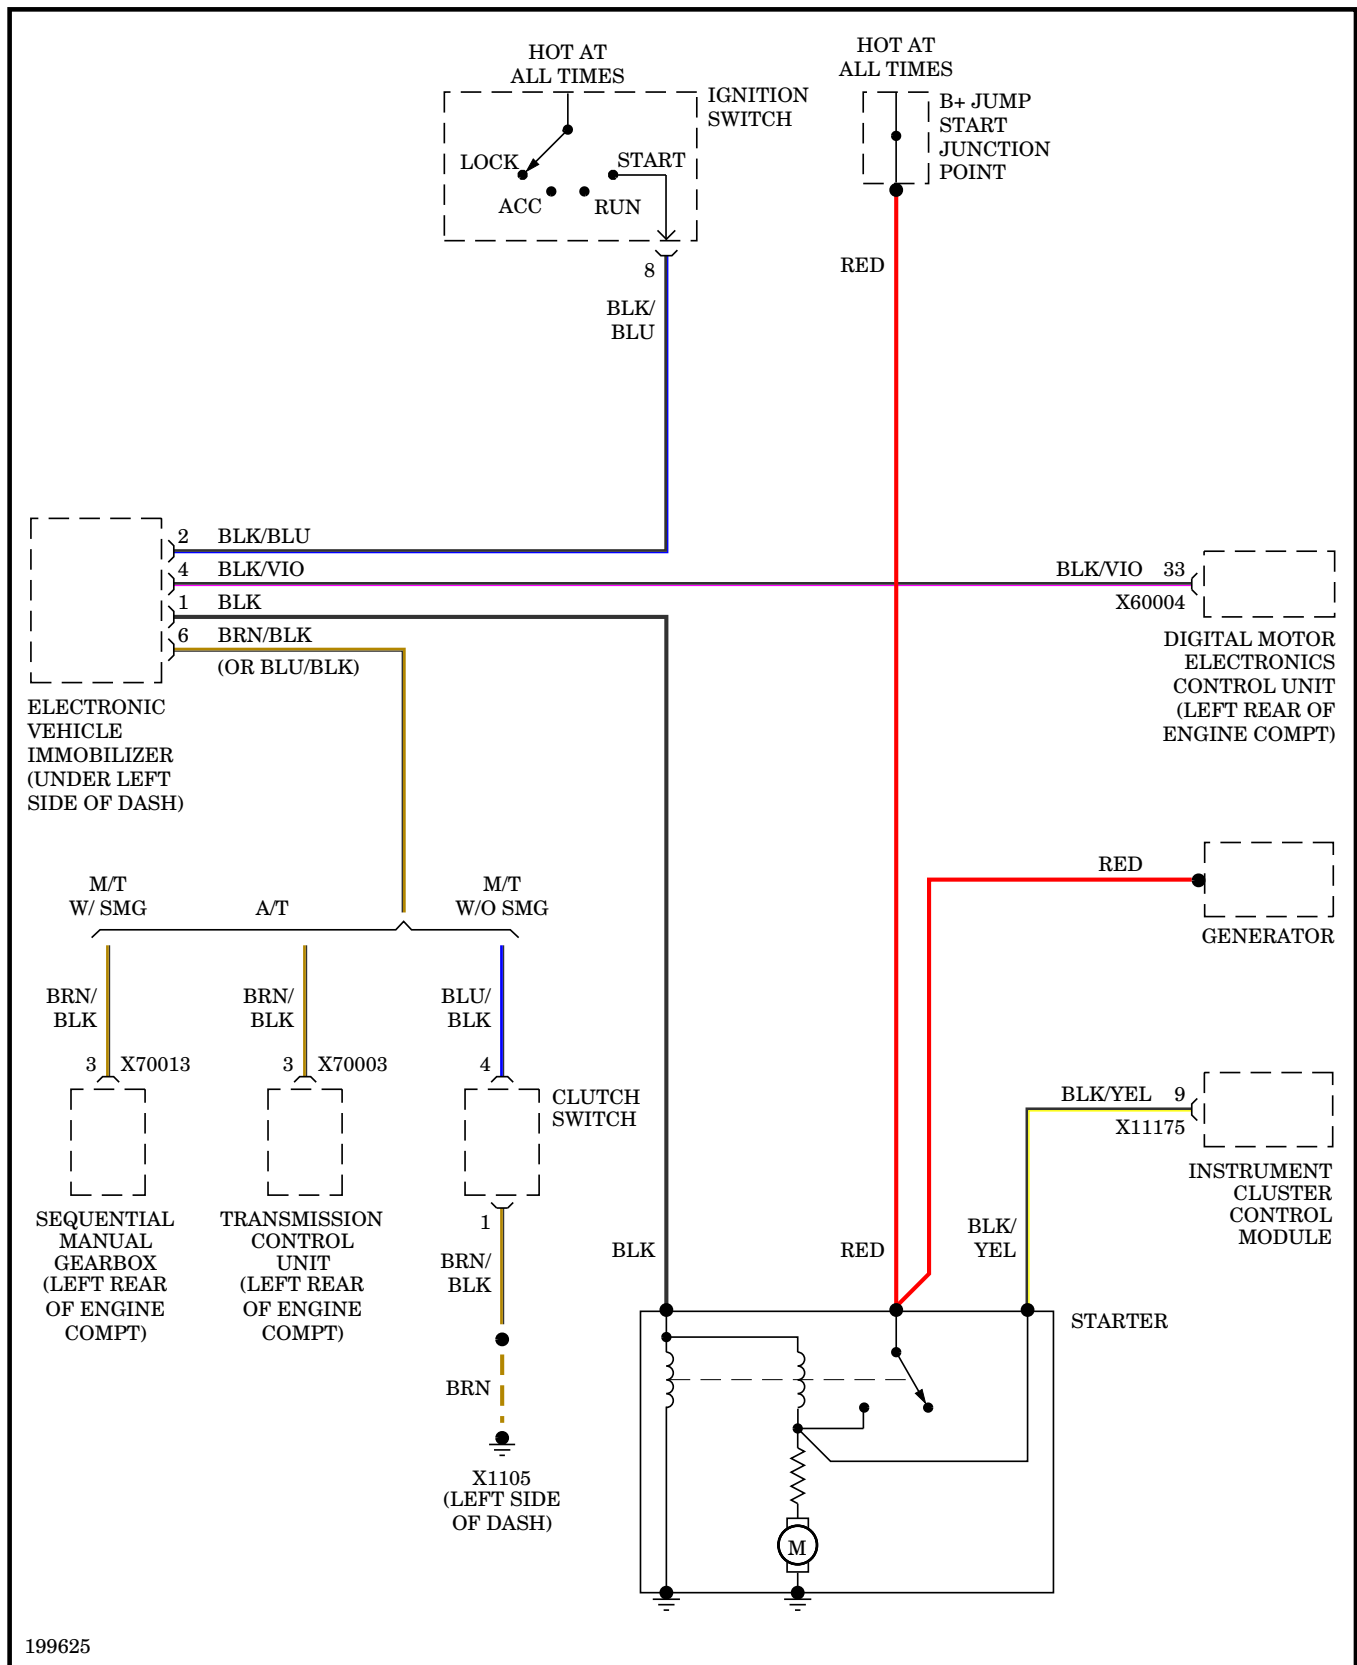 HOT AT
ALL TIMES
IGNITION
SWITCH
LOCK
ACC
RUN
START
8
BLK/
BLU
HOT AT
ALL TIMES
B+ JUMP
START
JUNCTION
POINT
RED
2 BLK/BLU
4 BLK/VIO
1 BLK
6 BRN/BLK
(OR BLU/BLK)
ELECTRONIC
VEHICLE
IMMOBILIZER
(UNDER LEFT
SIDE OF DASH)
BLK/VIO 33
X60004
DIGITAL MOTOR
ELECTRONICS
CONTROL UNIT
(LEFT REAR OF
ENGINE COMPT)
RED
GENERATOR
M/T
W/ SMG
A/T
M/T
W/O SMG
BRN/
BLK
3 X70013
SEQUENTIAL
MANUAL
GEARBOX
(LEFT REAR
OF ENGINE
COMPT)
BRN/
BLK
3 X70003
TRANSMISSION
CONTROL
UNIT
(LEFT REAR
OF ENGINE
COMPT)
BLU/
BLK
4
CLUTCH
SWITCH
1
BRN/
BLK
BRN
X1105
(LEFT SIDE
OF DASH)
BLK/YEL 9
X11175
INSTRUMENT
CLUSTER
CONTROL
MODULE
BLK
RED
BLK/
YEL
STARTER
M
199625